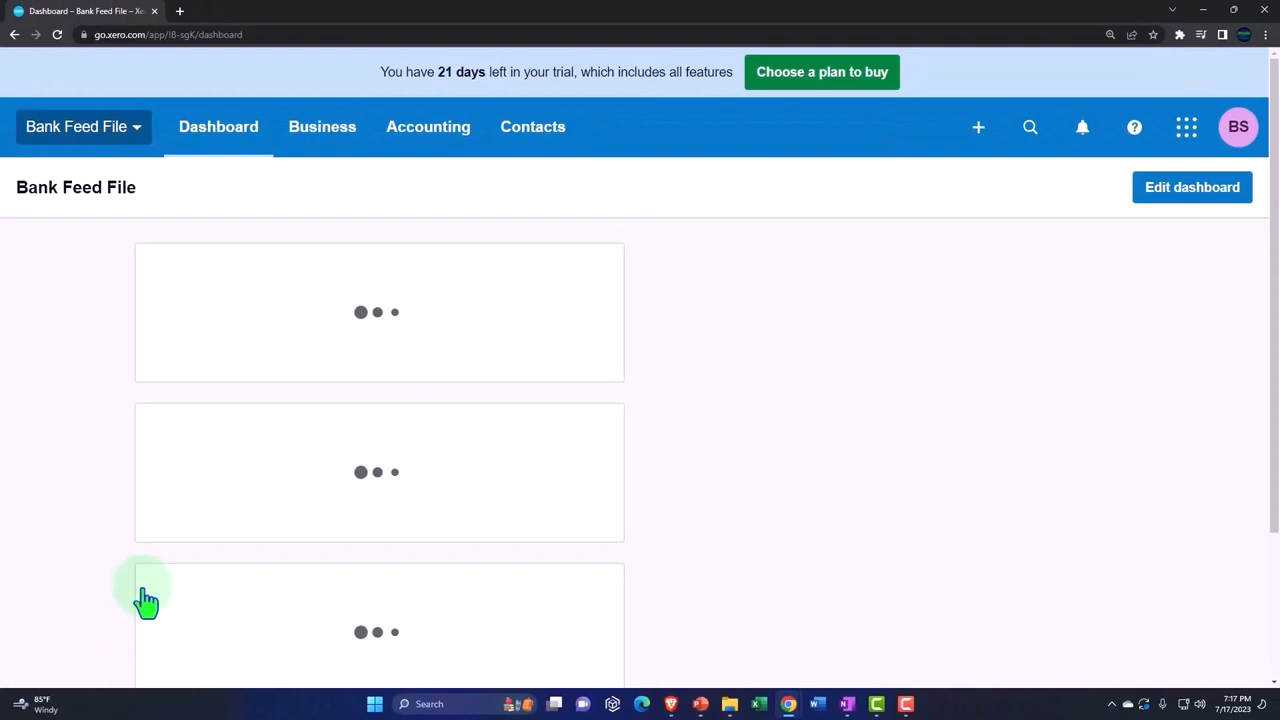 Dashboard – Bank Feed File – Xe
go.xero.com/app/!B-sgK/dashboard
You have 21 days left in your trial, which includes all features
Choose a plan to buy
Bank Feed File
Dashboard
Business
Accounting
Contacts
BS
Bank Feed File
Edit dashboard
85°F
Windy
Search
7:17 PM
7/17/2023